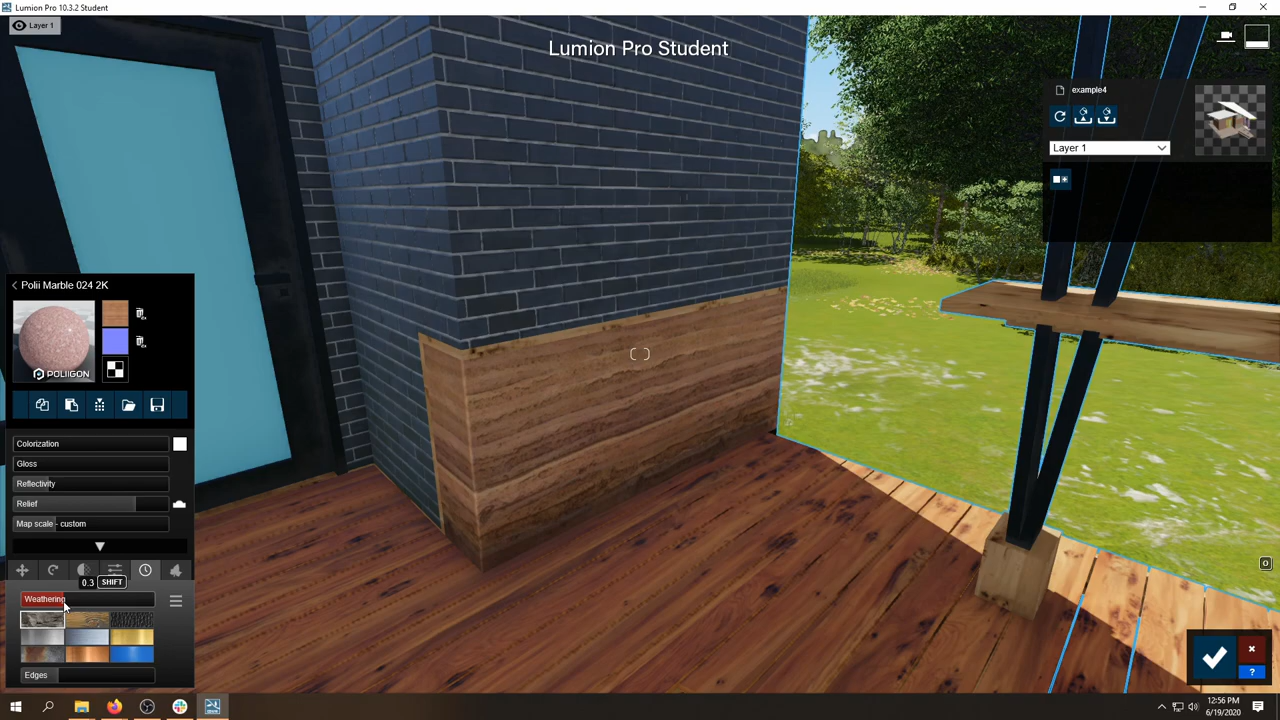 Lumion Pro 10.3.2 Student
Layer 1
Lumion Pro Student
example4
Layer 1
Polii Marble 024 2K
POLIIGON
Colorization
Gloss
Reflectivity
Relief
Map scale - custom
0.3 SHIFT
Weathering
Edges
?
12:56 PM
6/19/2020